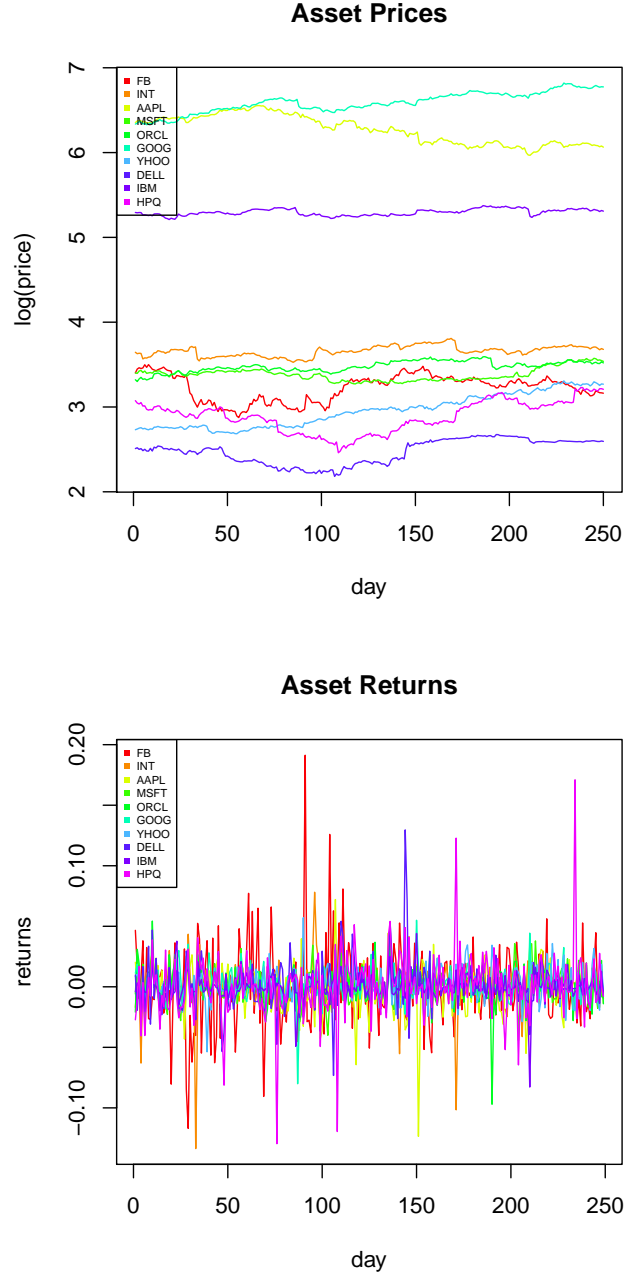 Asset Prices
FB
INT
AAPL
MSFT
ORCL
GOOG
YHOO
DELL
IBM
HPQ
7
6
5
4
3
2
log(price)
0 50 100 150 200 250
day
Asset Returns
FB
INT
AAPL
MSFT
ORCL
GOOG
YHOO
DELL
IBM
HPQ
0.20
0.10
0.00
−0.10
returns
0 50 100 150 200 250
day